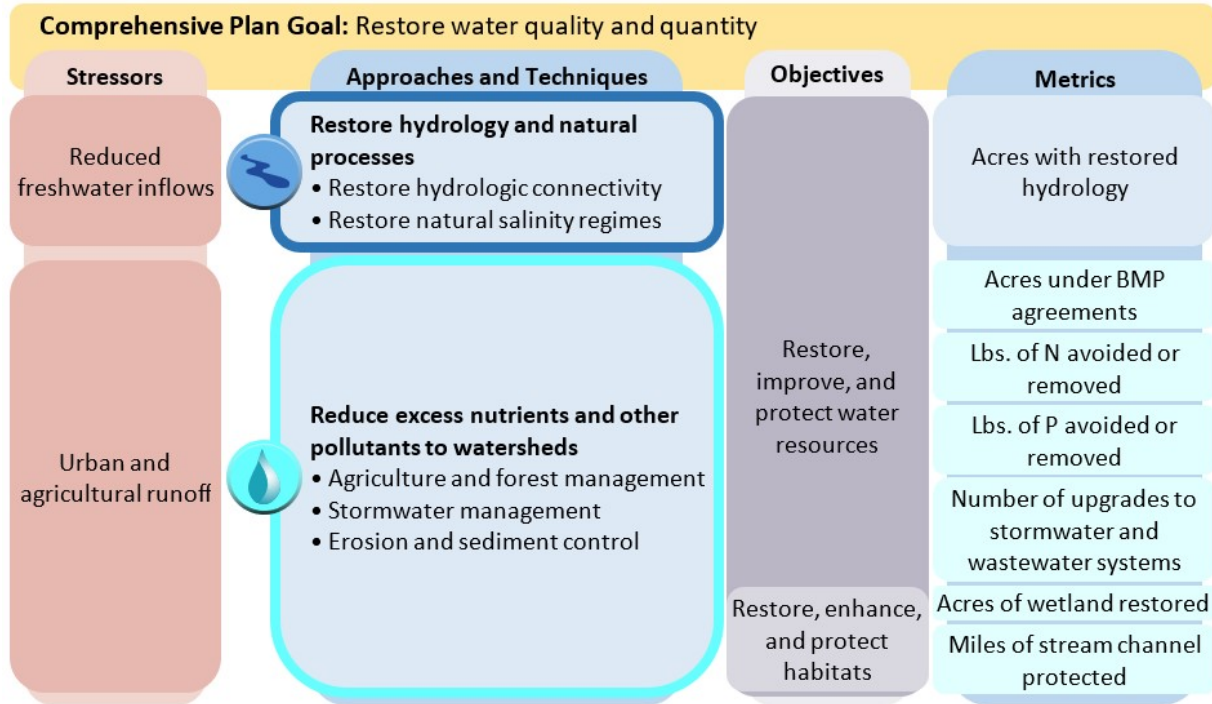 Comprehensive Plan Goal: Restore water quality and quantity
Stressors
Approaches and Techniques
Objectives
Metrics
Reduced
freshwater inflows
Restore hydrology and natural
processes
• Restore hydrologic connectivity
• Restore natural salinity regimes
Acres with restored
hydrology
Urban and
agricultural runoff
Reduce excess nutrients and other
pollutants to watersheds
• Agriculture and forest management
• Stormwater management
• Erosion and sediment control
Restore,
improve, and
protect water
resources
Restore, enhance,
and protect
habitats
Acres under BMP
agreements
Lbs. of N avoided or
removed
Lbs. of P avoided or
removed
Number of upgrades to
stormwater and
wastewater systems
Acres of wetland restored
Miles of stream channel
protected